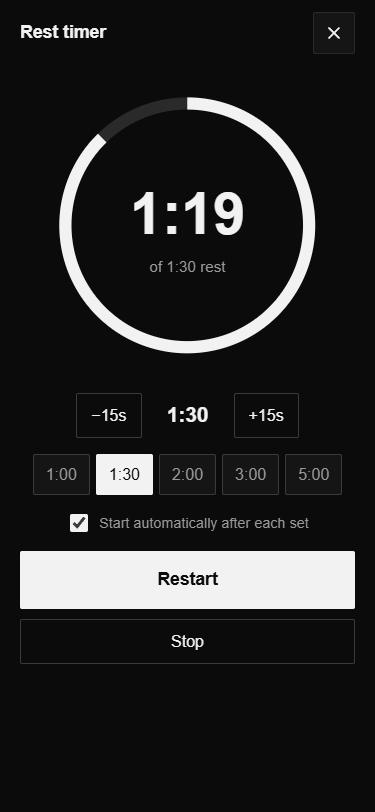 Rest timer
1:19
of 1:30 rest
−15s 1:30 +15s
1:00 1:30 2:00 3:00 5:00
Start automatically after each set
Restart
Stop